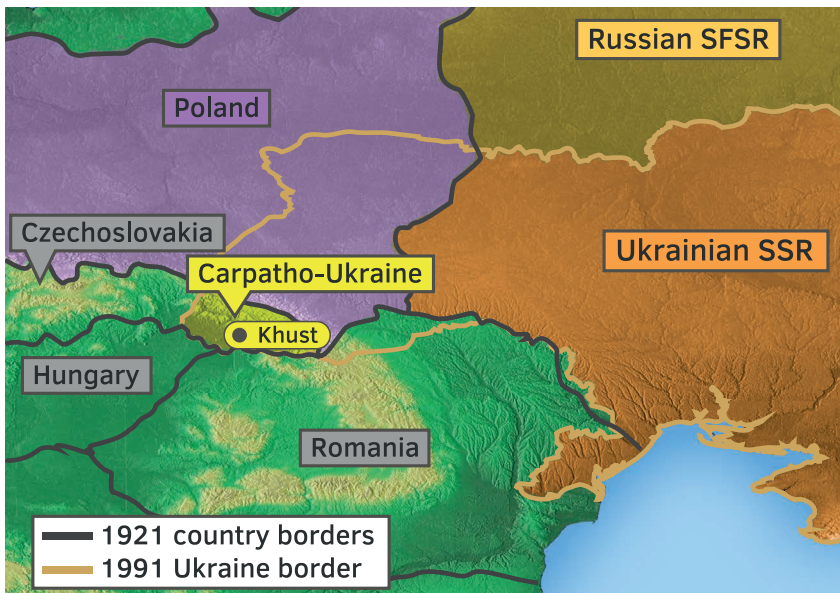 Russian SFSR
Poland
Czechoslovakia
Ukrainian SSR
Carpatho-Ukraine
Khust
Hungary
Romania
1921 country borders
1991 Ukraine border